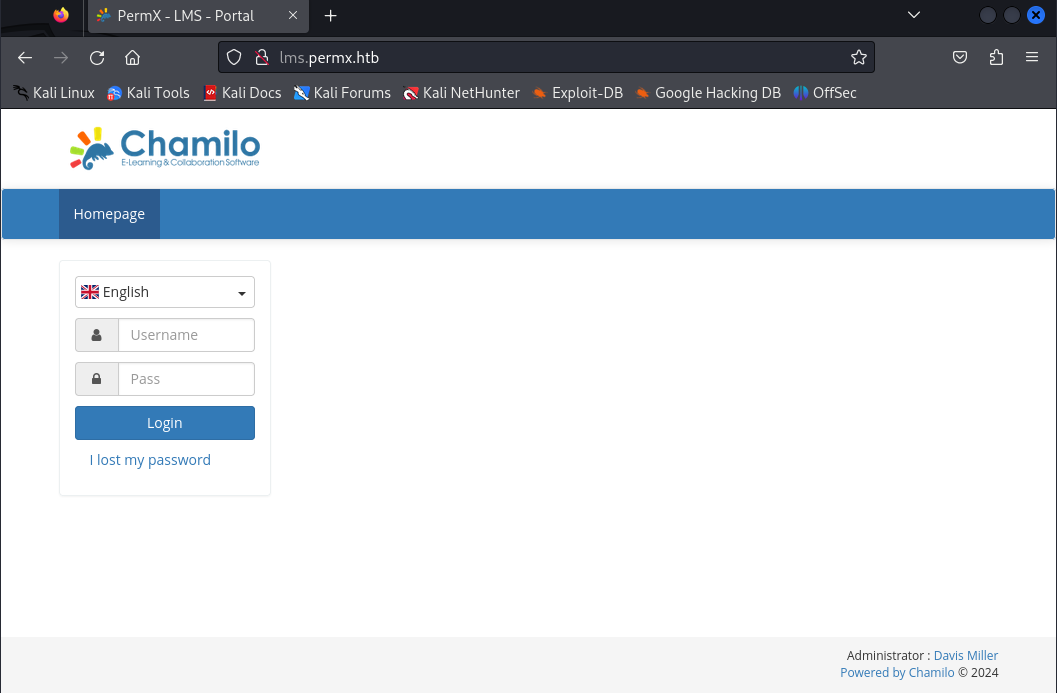 PermX - LMS - Portal
lms.permx.htb
Kali Linux Kali Tools Kali Docs Kali Forums Kali NetHunter Exploit-DB Google Hacking DB OffSec
Chamilo
E-Learning & Collaboration Software
Homepage
English
Username
Pass
Login
I lost my password
Administrator : Davis Miller
Powered by Chamilo © 2024